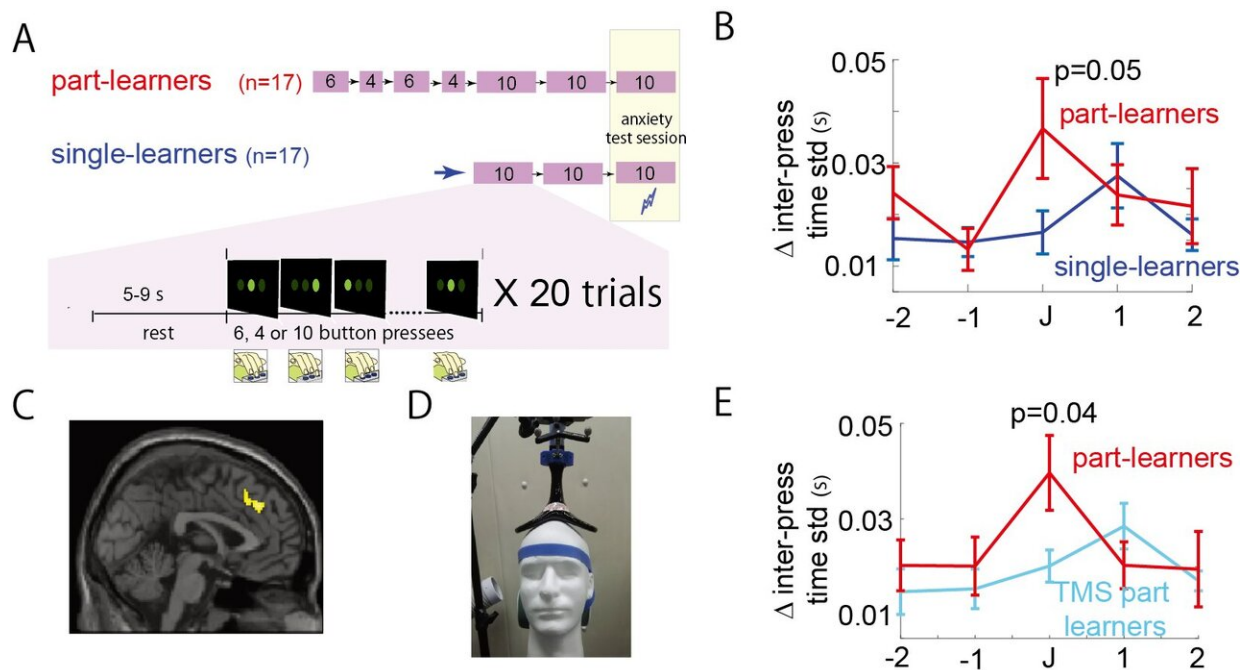 A
part-learners (n=17)
6 4 6 4 10 10 10
anxiety
test session
single-learners (n=17)
10 10 10
5-9 s
rest
6, 4 or 10 button pressees
X 20 trials
B
Δ inter-press
time std (s)
0.05
0.03
0.01
p=0.05
part-learners
single-learners
-2 -1 J 1 2
C
D
E
Δ inter-press
time std (s)
0.05
0.03
0.01
p=0.04
part-learners
TMS part
learners
-2 -1 J 1 2